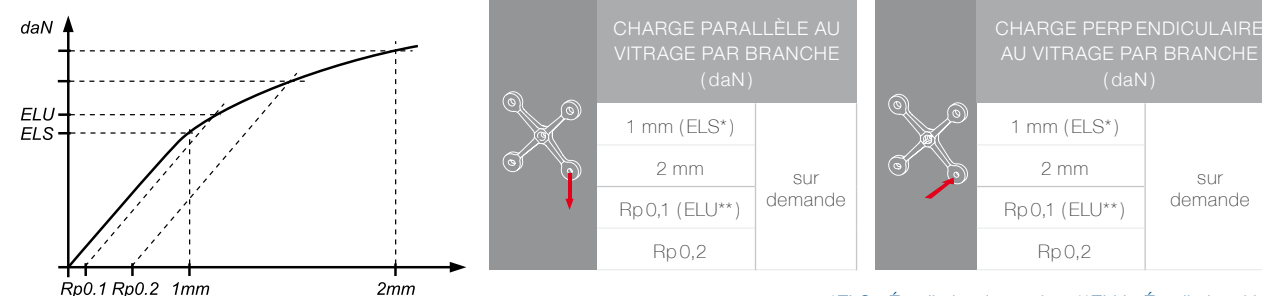 daN
ELU
ELS
Rp0.1 Rp0.2 1mm 2mm
CHARGE PARALLÈLE AU
VITRAGE PAR BRANCHE
(daN)
1 mm (ELS*)
2 mm
Rp0,1 (ELU**)
Rp0,2
sur
demande
CHARGE PERPENDICULAIRE
AU VITRAGE PAR BRANCHE
(daN)
1 mm (ELS*)
2 mm
Rp0,1 (ELU**)
Rp0,2
sur
demande